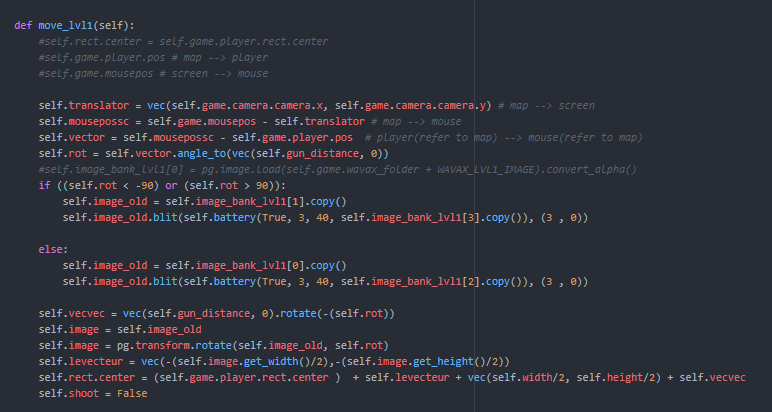 def move_lvl1(self):
    #self.rect.center = self.game.player.rect.center
    #self.game.player.pos # map --> player
    #self.game.mousepos # screen --> mouse

    self.translator = vec(self.game.camera.camera.x, self.game.camera.camera.y) # map --> screen
    self.mousepossc = self.game.mousepos - self.translator # map --> mouse
    self.vector = self.mousepossc - self.game.player.pos  # player(refer to map) --> mouse(refer to map)
    self.rot = self.vector.angle_to(vec(self.gun_distance, 0))
    #self.image_bank_lvl1[0] = pg.image.load(self.game.wavax_folder + WAVAX_LVL1_IMAGE).convert_alpha()
    if ((self.rot < -90) or (self.rot > 90)):
        self.image_old = self.image_bank_lvl1[1].copy()
        self.image_old.blit(self.battery(True, 3, 40, self.image_bank_lvl1[3].copy()), (3 , 0))

    else:
        self.image_old = self.image_bank_lvl1[0].copy()
        self.image_old.blit(self.battery(True, 3, 40, self.image_bank_lvl1[2].copy()), (3 , 0))

    self.vecvec = vec(self.gun_distance, 0).rotate(-(self.rot))
    self.image = self.image_old
    self.image = pg.transform.rotate(self.image_old, self.rot)
    self.levecteur = vec(-(self.image.get_width()/2),-(self.image.get_height()/2))
    self.rect.center = (self.game.player.rect.center )  + self.levecteur + vec(self.width/2, self.height/2) + self.vecvec
    self.shoot = False